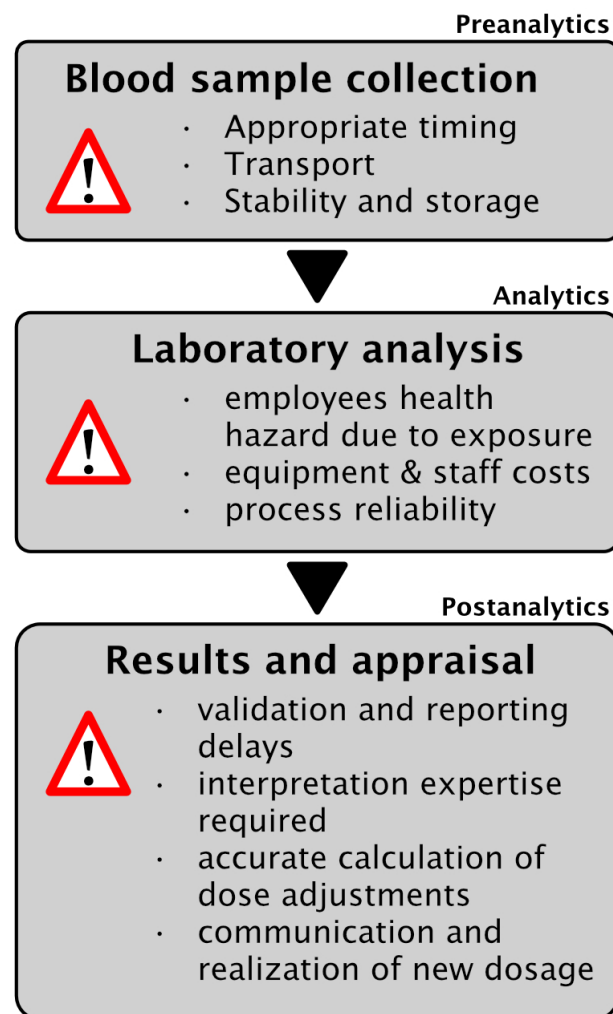 Preanalytics
Blood sample collection
· Appropriate timing
· Transport
· Stability and storage
Analytics
Laboratory analysis
· employees health
hazard due to exposure
· equipment & staff costs
· process reliability
Postanalytics
Results and appraisal
· validation and reporting
delays
· interpretation expertise
required
· accurate calculation of
dose adjustments
· communication and
realization of new dosage